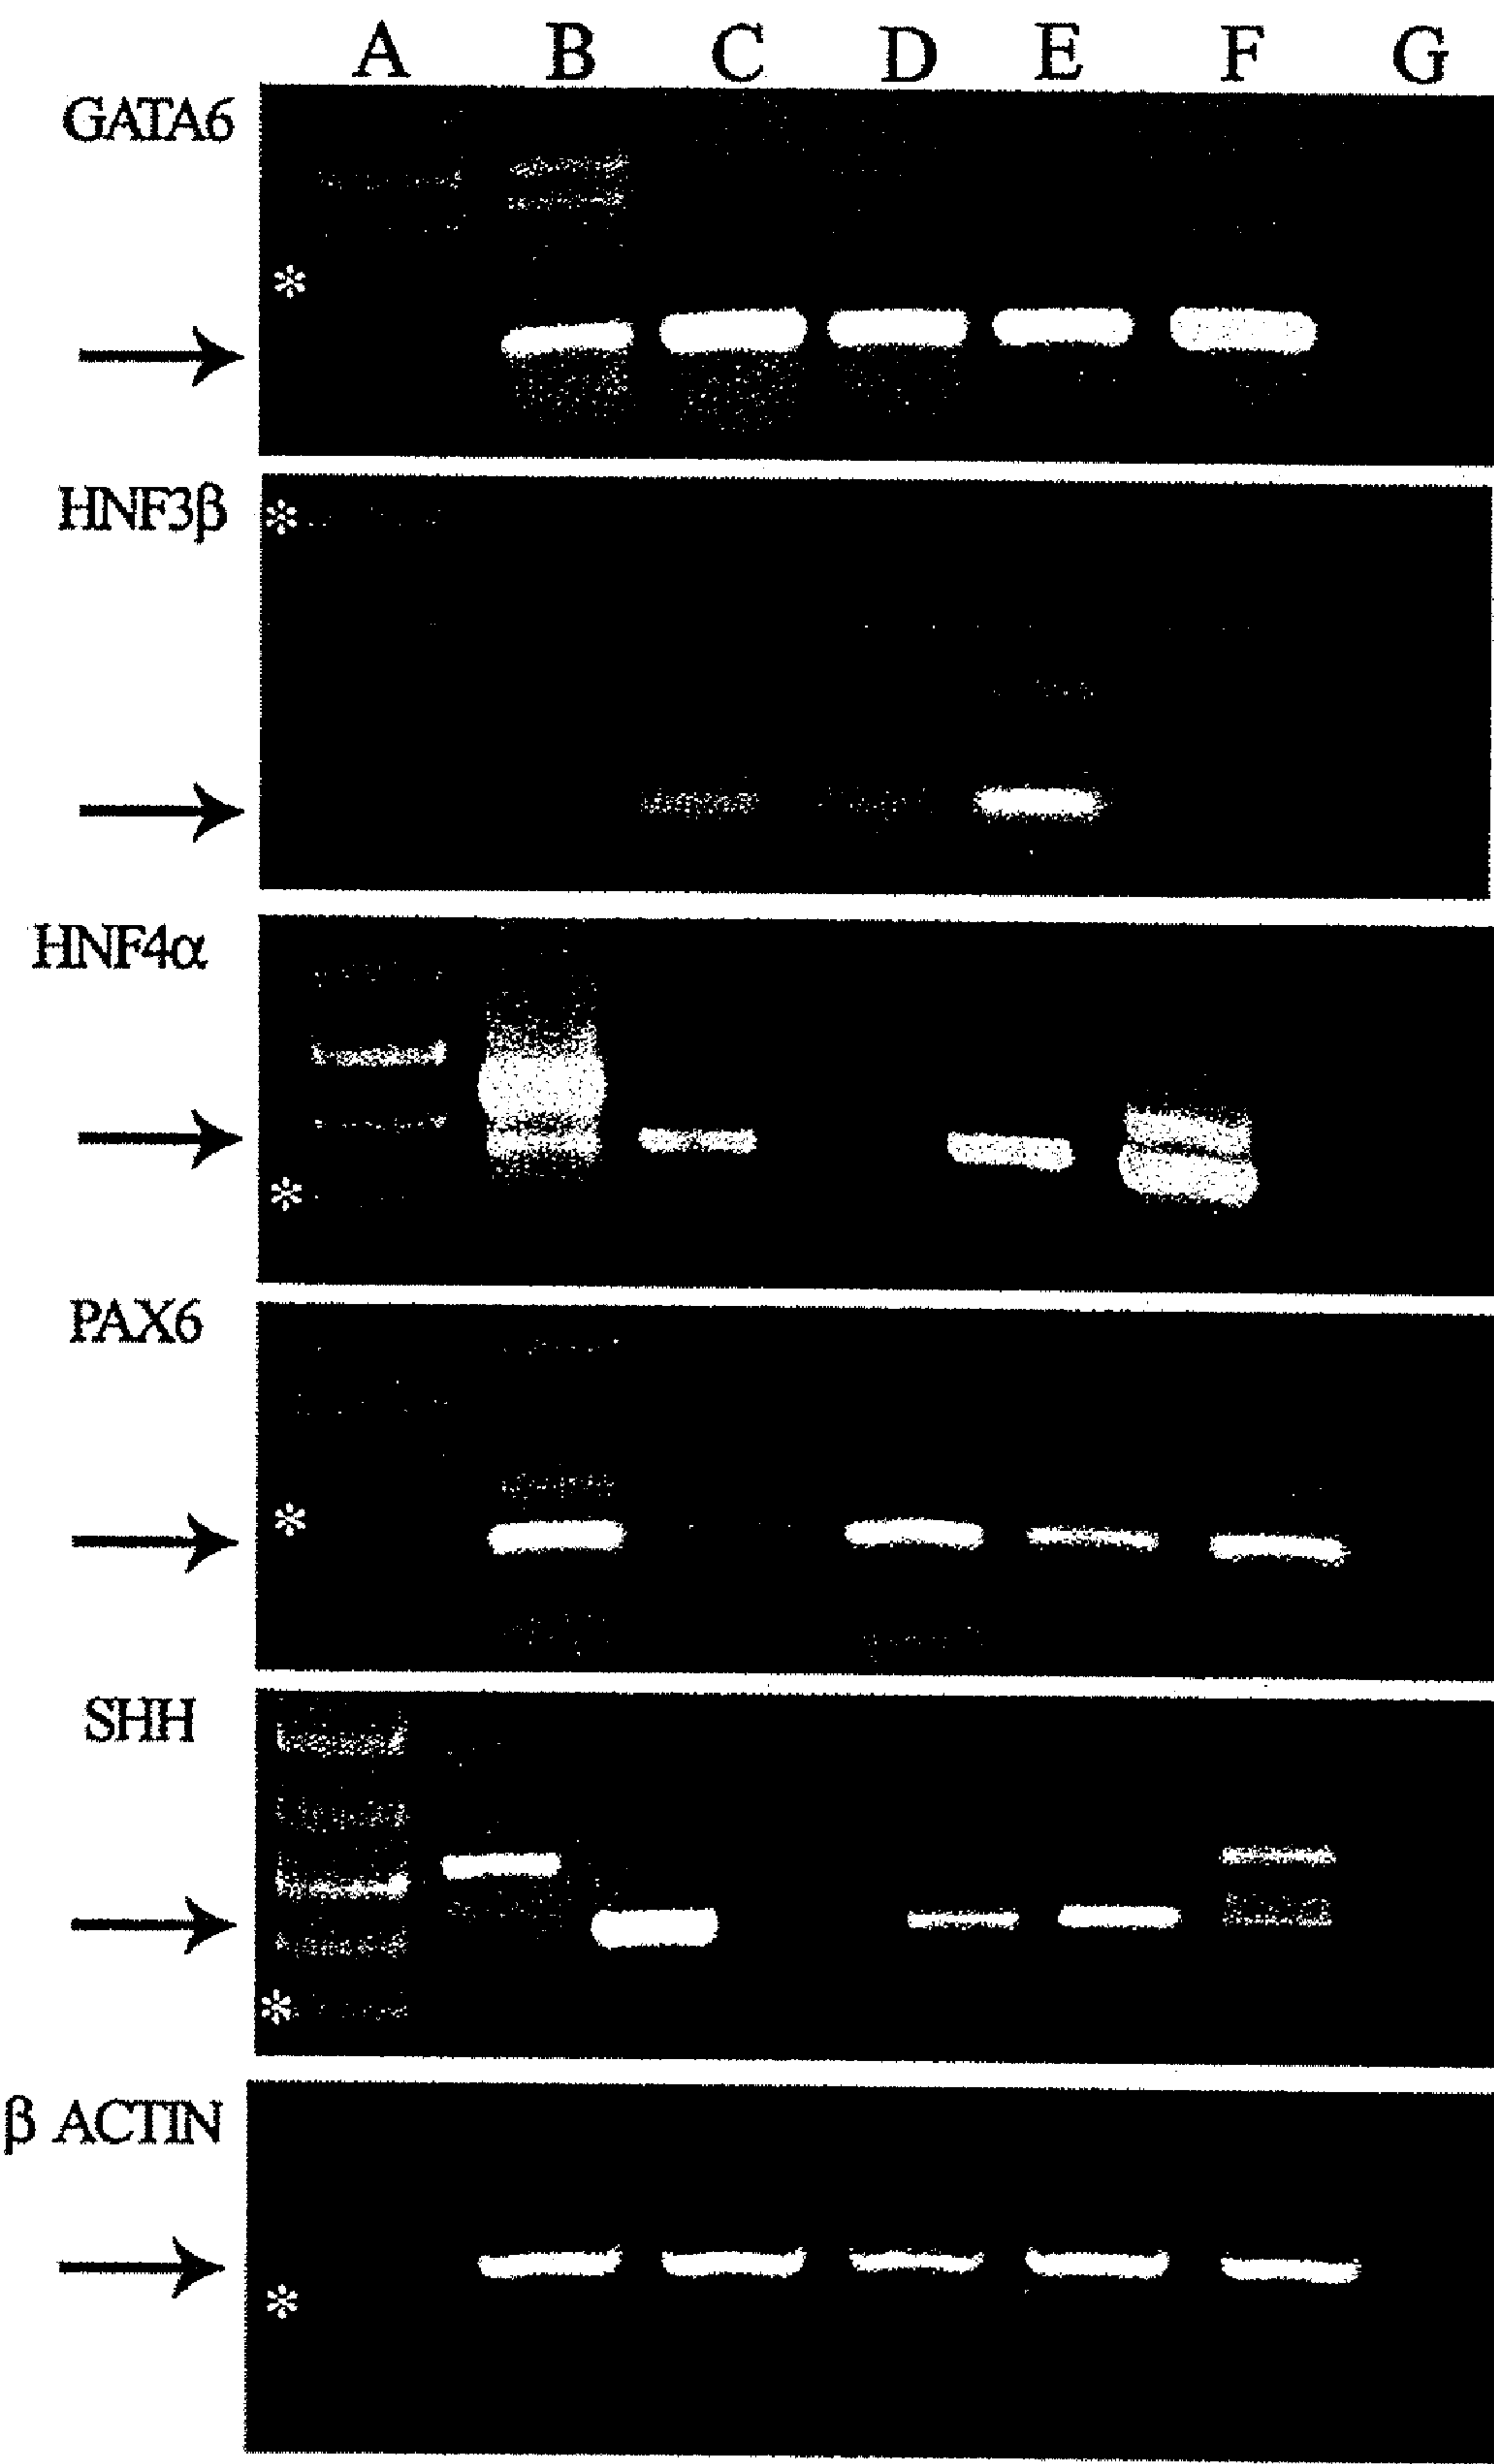 A B C D E F G
GATA6
*
HNF3β
*
HNF4α
*
PAX6
*
SHH
*
β ACTIN
*